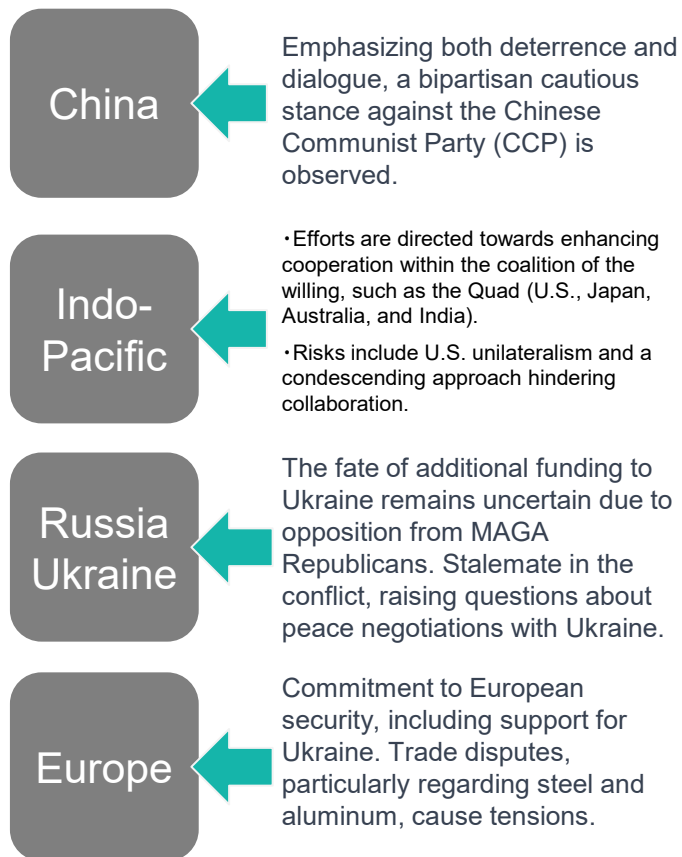 China
Emphasizing both deterrence and
dialogue, a bipartisan cautious
stance against the Chinese
Communist Party (CCP) is
observed.
Indo-
Pacific
・Efforts are directed towards enhancing
cooperation within the coalition of the
willing, such as the Quad (U.S., Japan,
Australia, and India).
・Risks include U.S. unilateralism and a
condescending approach hindering
collaboration.
Russia
Ukraine
The fate of additional funding to
Ukraine remains uncertain due to
opposition from MAGA
Republicans. Stalemate in the
conflict, raising questions about
peace negotiations with Ukraine.
Europe
Commitment to European
security, including support for
Ukraine. Trade disputes,
particularly regarding steel and
aluminum, cause tensions.